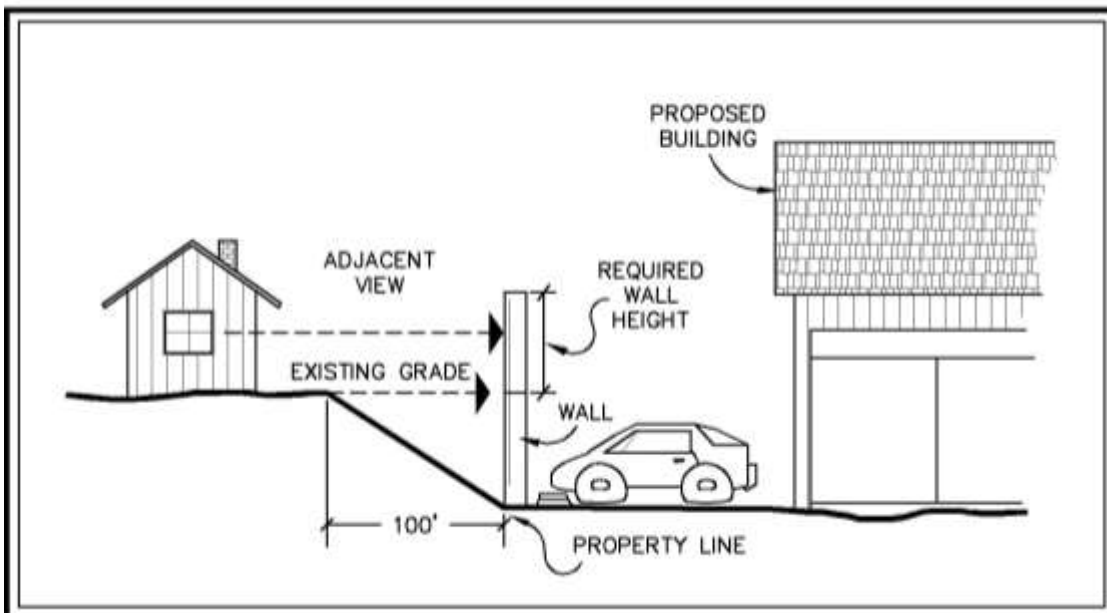 PROPOSED
BUILDING
ADJACENT
VIEW
REQUIRED
WALL
HEIGHT
EXISTING GRADE
WALL
100'
PROPERTY LINE